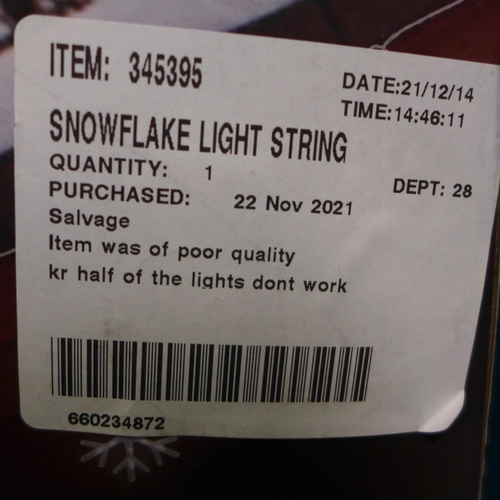 ITEM: 345395
DATE:21/12/14
TIME:14:46:11
SNOWFLAKE LIGHT STRING
QUANTITY: 1
DEPT: 28
PURCHASED: 22 Nov 2021
Salvage
Item was of poor quality
kr half of the lights dont work
660234872